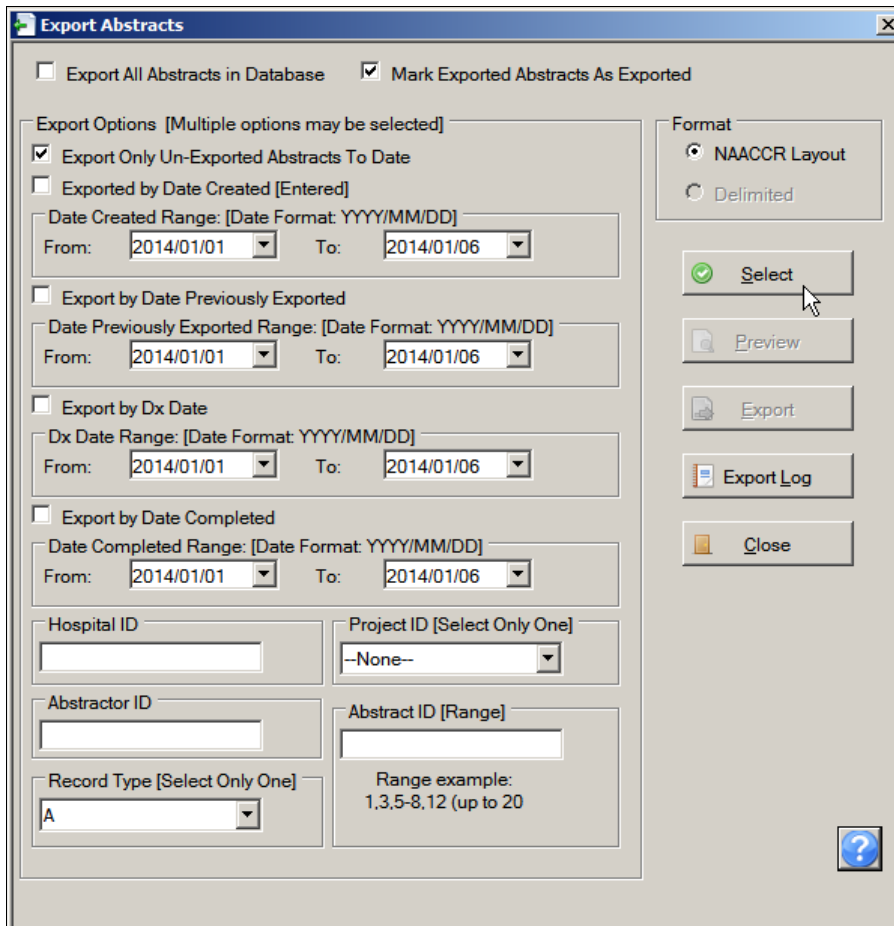 Export Abstracts
Export All Abstracts in Database Mark Exported Abstracts As Exported
Export Options [Multiple options may be selected]
Export Only Un-Exported Abstracts To Date
Exported by Date Created [Entered]
Date Created Range: [Date Format: YYYY/MM/DD]
From: 2014/01/01 To: 2014/01/06
Export by Date Previously Exported
Date Previously Exported Range: [Date Format: YYYY/MM/DD]
From: 2014/01/01 To: 2014/01/06
Export by Dx Date
Dx Date Range: [Date Format: YYYY/MM/DD]
From: 2014/01/01 To: 2014/01/06
Export by Date Completed
Date Completed Range: [Date Format: YYYY/MM/DD]
From: 2014/01/01 To: 2014/01/06
Hospital ID
Project ID [Select Only One]
--None--
Abstractor ID
Abstract ID [Range]
Range example:
1,3,5-8,12 (up to 20
Record Type [Select Only One]
A
Format
NAACCR Layout
Delimited
Select
Preview
Export
Export Log
Close
?